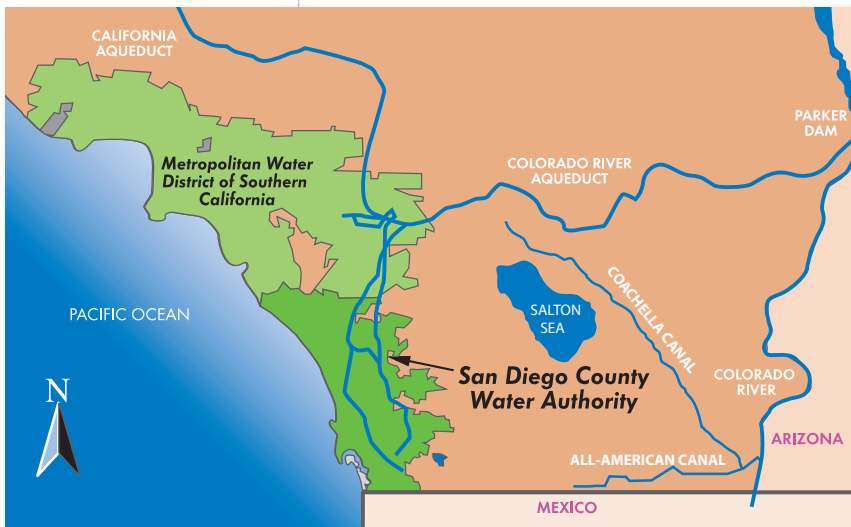 CALIFORNIA
AQUEDUCT
PARKER
DAM
Metropolitan Water
District of Southern
California
COLORADO RIVER
AQUEDUCT
PACIFIC OCEAN
SALTON
SEA
COACHELLA CANAL
San Diego County
Water Authority
COLORADO
RIVER
N
ARIZONA
ALL-AMERICAN CANAL
MEXICO